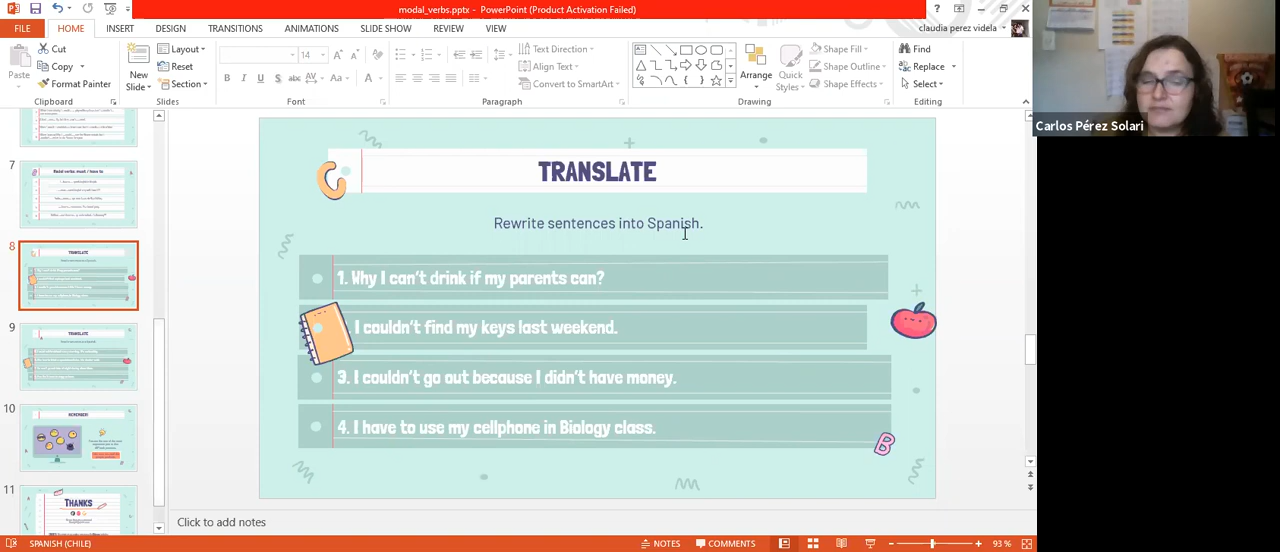 modal_verbs.pptx - PowerPoint (Product Activation Failed)
FILE HOME INSERT DESIGN TRANSITIONS ANIMATIONS SLIDE SHOW REVIEW VIEW claudia perez videla
Paste Cut Copy Format Painter
Clipboard
New Slide Layout Reset Section
Slides
14
Font
Text Direction Align Text Convert to SmartArt
Paragraph
Arrange Quick Styles Shape Fill Shape Outline Shape Effects
Drawing
Find Replace Select
Editing
Carlos Pérez Solari
7
8
TRANSLATE
9
TRANSLATE
10
REMEMBER!
11
THANKS
TRANSLATE
Rewrite sentences into Spanish.
1. Why I can't drink if my parents can?
. I couldn't find my keys last weekend.
3. I couldn't go out because I didn't have money.
4. I have to use my cellphone in Biology class.
B
Click to add notes
SPANISH (CHILE) NOTES COMMENTS 93 %